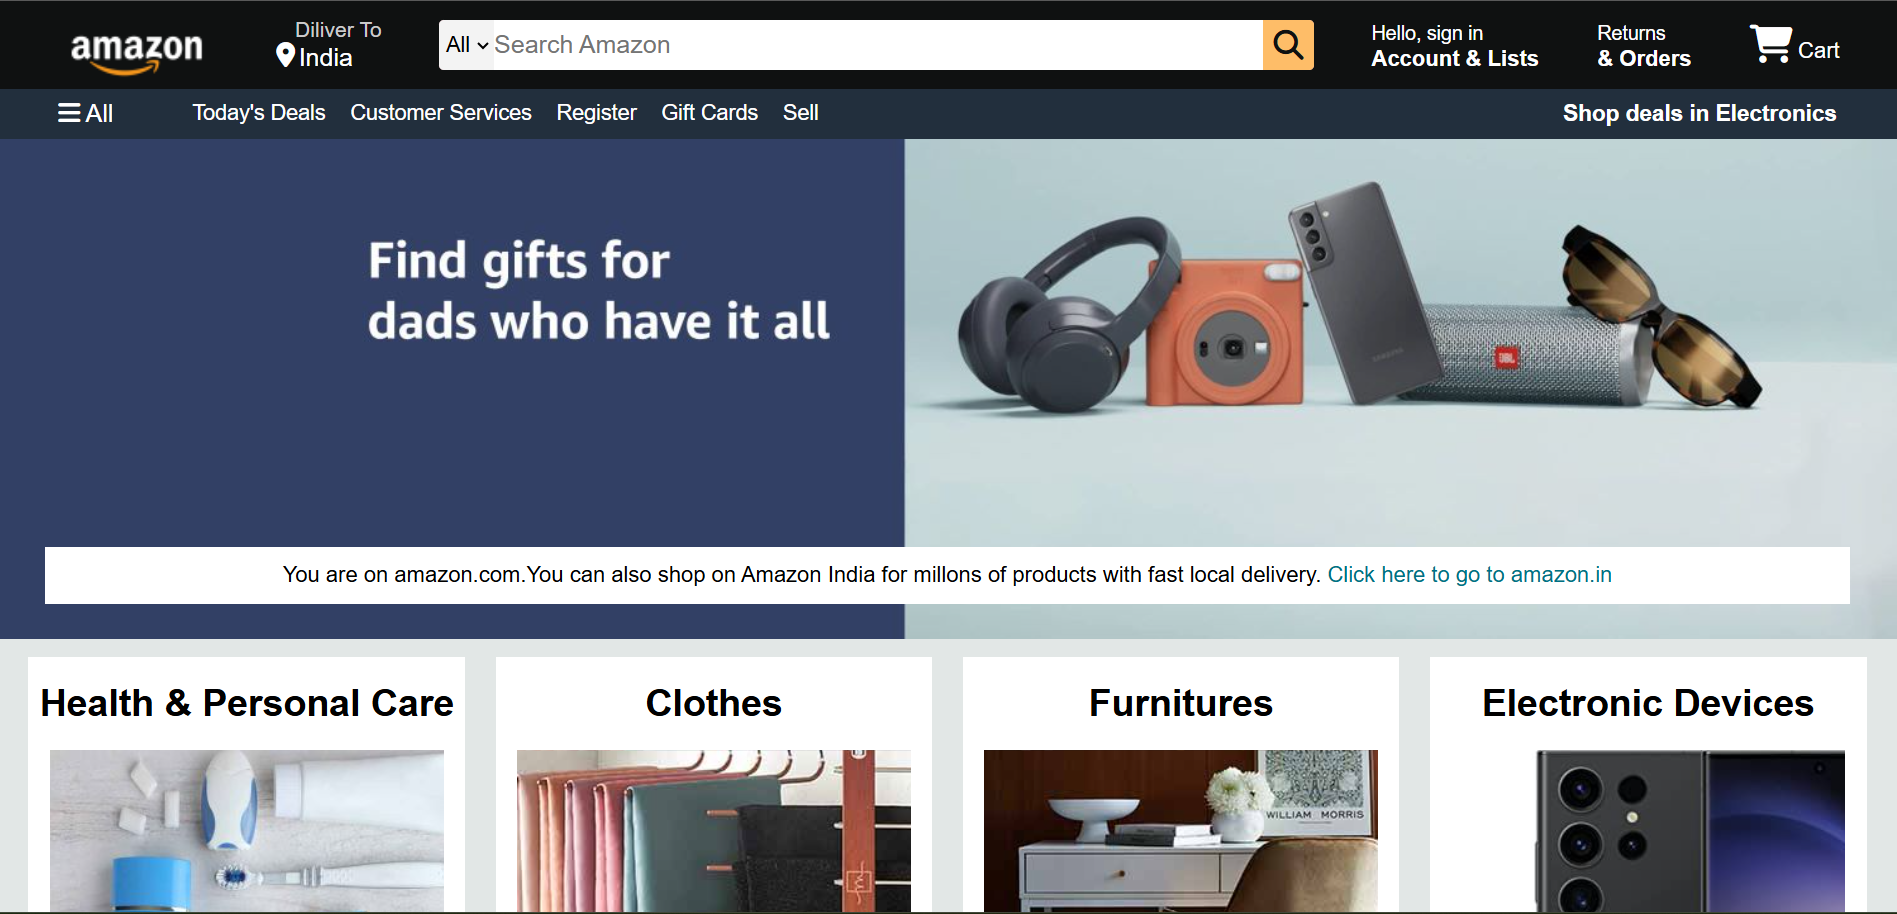 amazon
Diliver To
India
All
Search Amazon
Hello, sign in
Account & Lists
Returns
& Orders
Cart
All
Today's Deals
Customer Services
Register
Gift Cards
Sell
Shop deals in Electronics
Find gifts for
dads who have it all
SAMSUNG
JBL
You are on amazon.com.You can also shop on Amazon India for millons of products with fast local delivery. Click here to go to amazon.in
Health & Personal Care
Clothes
Furnitures
Electronic Devices
WILLIAM MORRIS